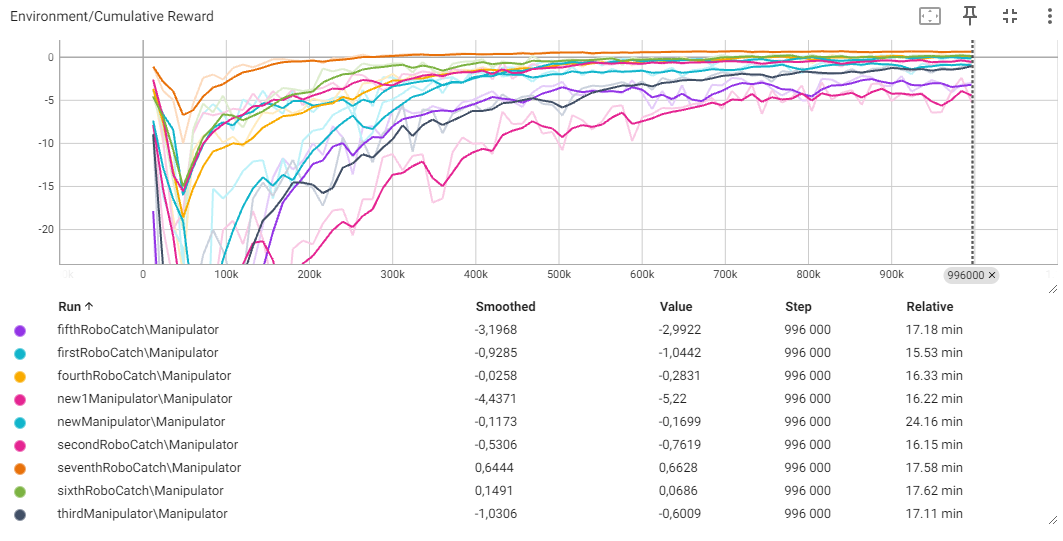 Environment/Cumulative Reward
0
-5
-10
-15
-20
0 100k 200k 300k 400k 500k 600k 700k 800k 900k 996000 ×
Run ↑ Smoothed Value Step Relative
fifthRoboCatch\Manipulator -3,1968 -2,9922 996 000 17.18 min
firstRoboCatch\Manipulator -0,9285 -1,0442 996 000 15.53 min
fourthRoboCatch\Manipulator -0,0258 -0,2831 996 000 16.33 min
new1Manipulator\Manipulator -4,4371 -5,22 996 000 16.22 min
newManipulator\Manipulator -0,1173 -0,1699 996 000 24.16 min
secondRoboCatch\Manipulator -0,5306 -0,7619 996 000 16.15 min
seventhRoboCatch\Manipulator 0,6444 0,6628 996 000 17.58 min
sixthRoboCatch\Manipulator 0,1491 0,0686 996 000 17.62 min
thirdManipulator\Manipulator -1,0306 -0,6009 996 000 17.11 min